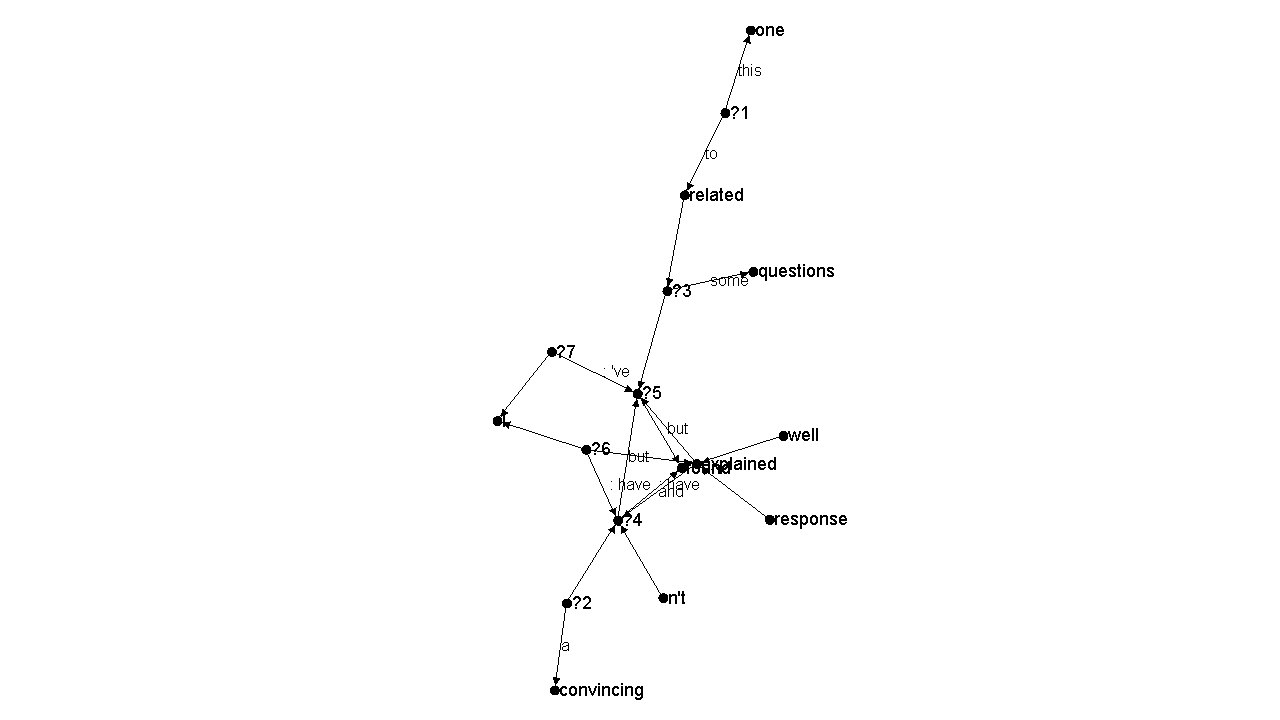 one
this
?1
to
related
questions
some
?3
?7
: 've
?5
I
but
well
?6
but
explained
found
: have
: have
and
?4
response
n't
?2
a
convincing